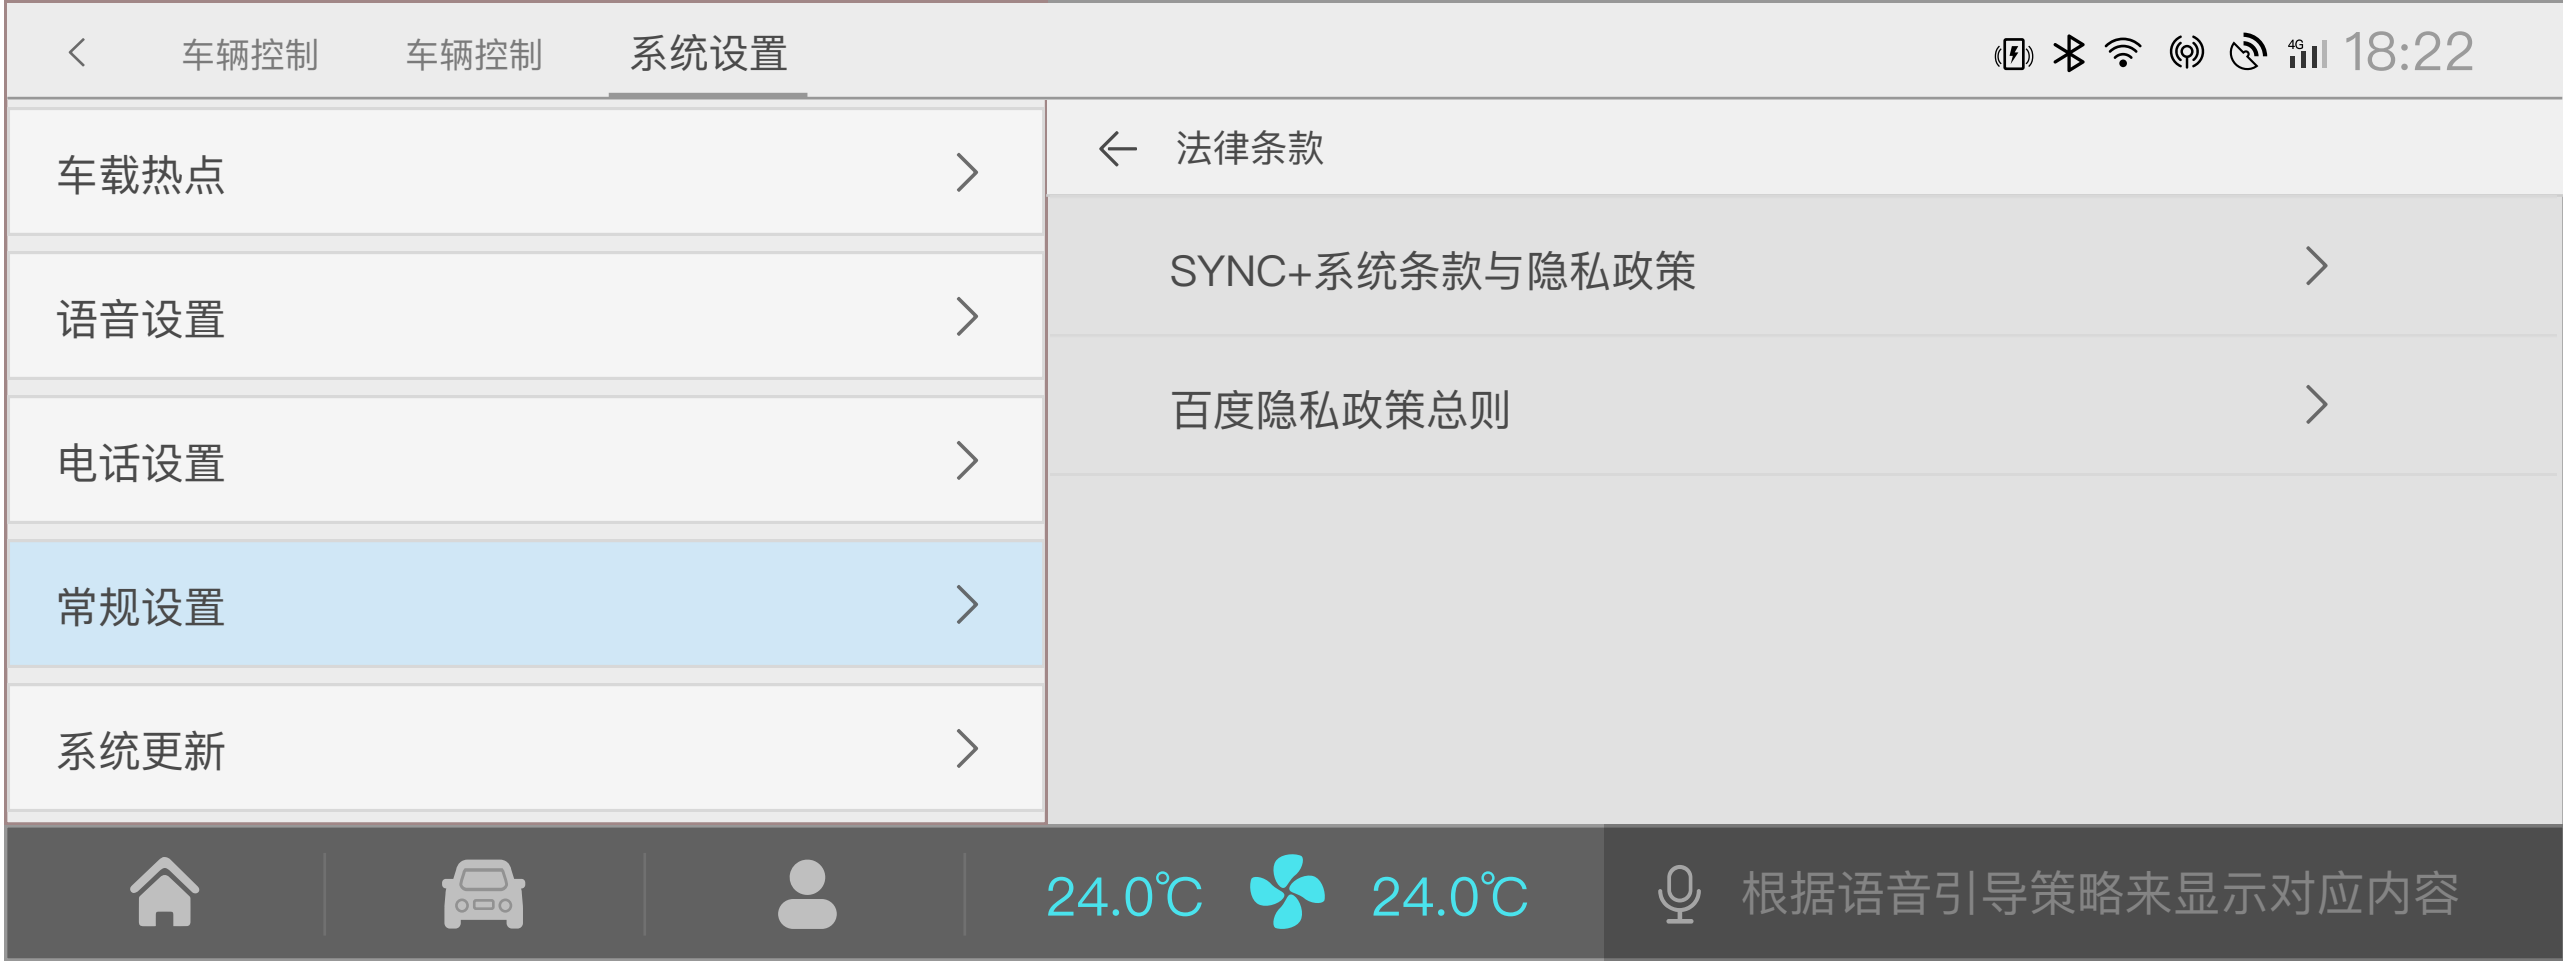 车辆控制 车辆控制 系统设置 4G 18:22
车载热点
语音设置
电话设置
常规设置
系统更新
法律条款
SYNC+系统条款与隐私政策
百度隐私政策总则
24.0℃ 24.0℃ 根据语音引导策略来显示对应内容